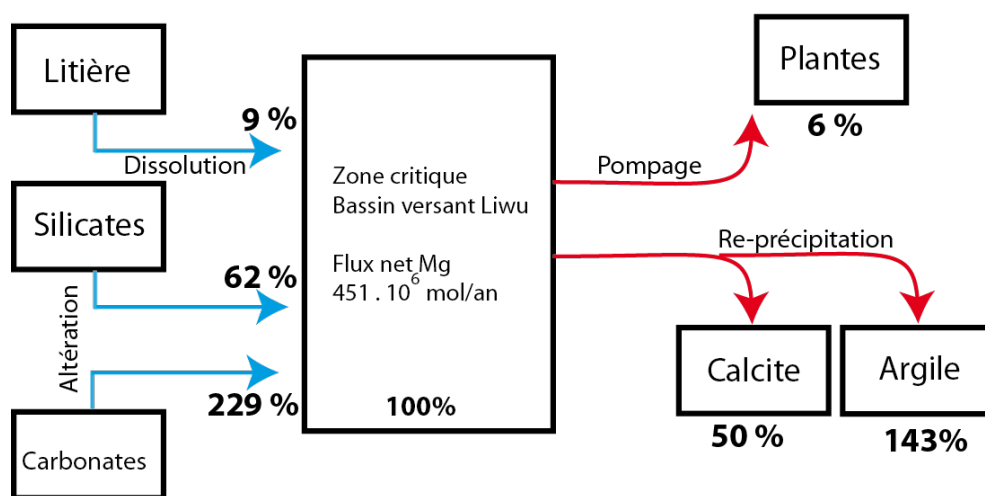 Litière
9 %
Dissolution
Silicates
62 %
Altération
229 %
Carbonates
Zone critique
Bassin versant Liwu
Flux net Mg
451 . 10⁶ mol/an
100%
Plantes
6 %
Pompage
Re-précipitation
Calcite
50 %
Argile
143%